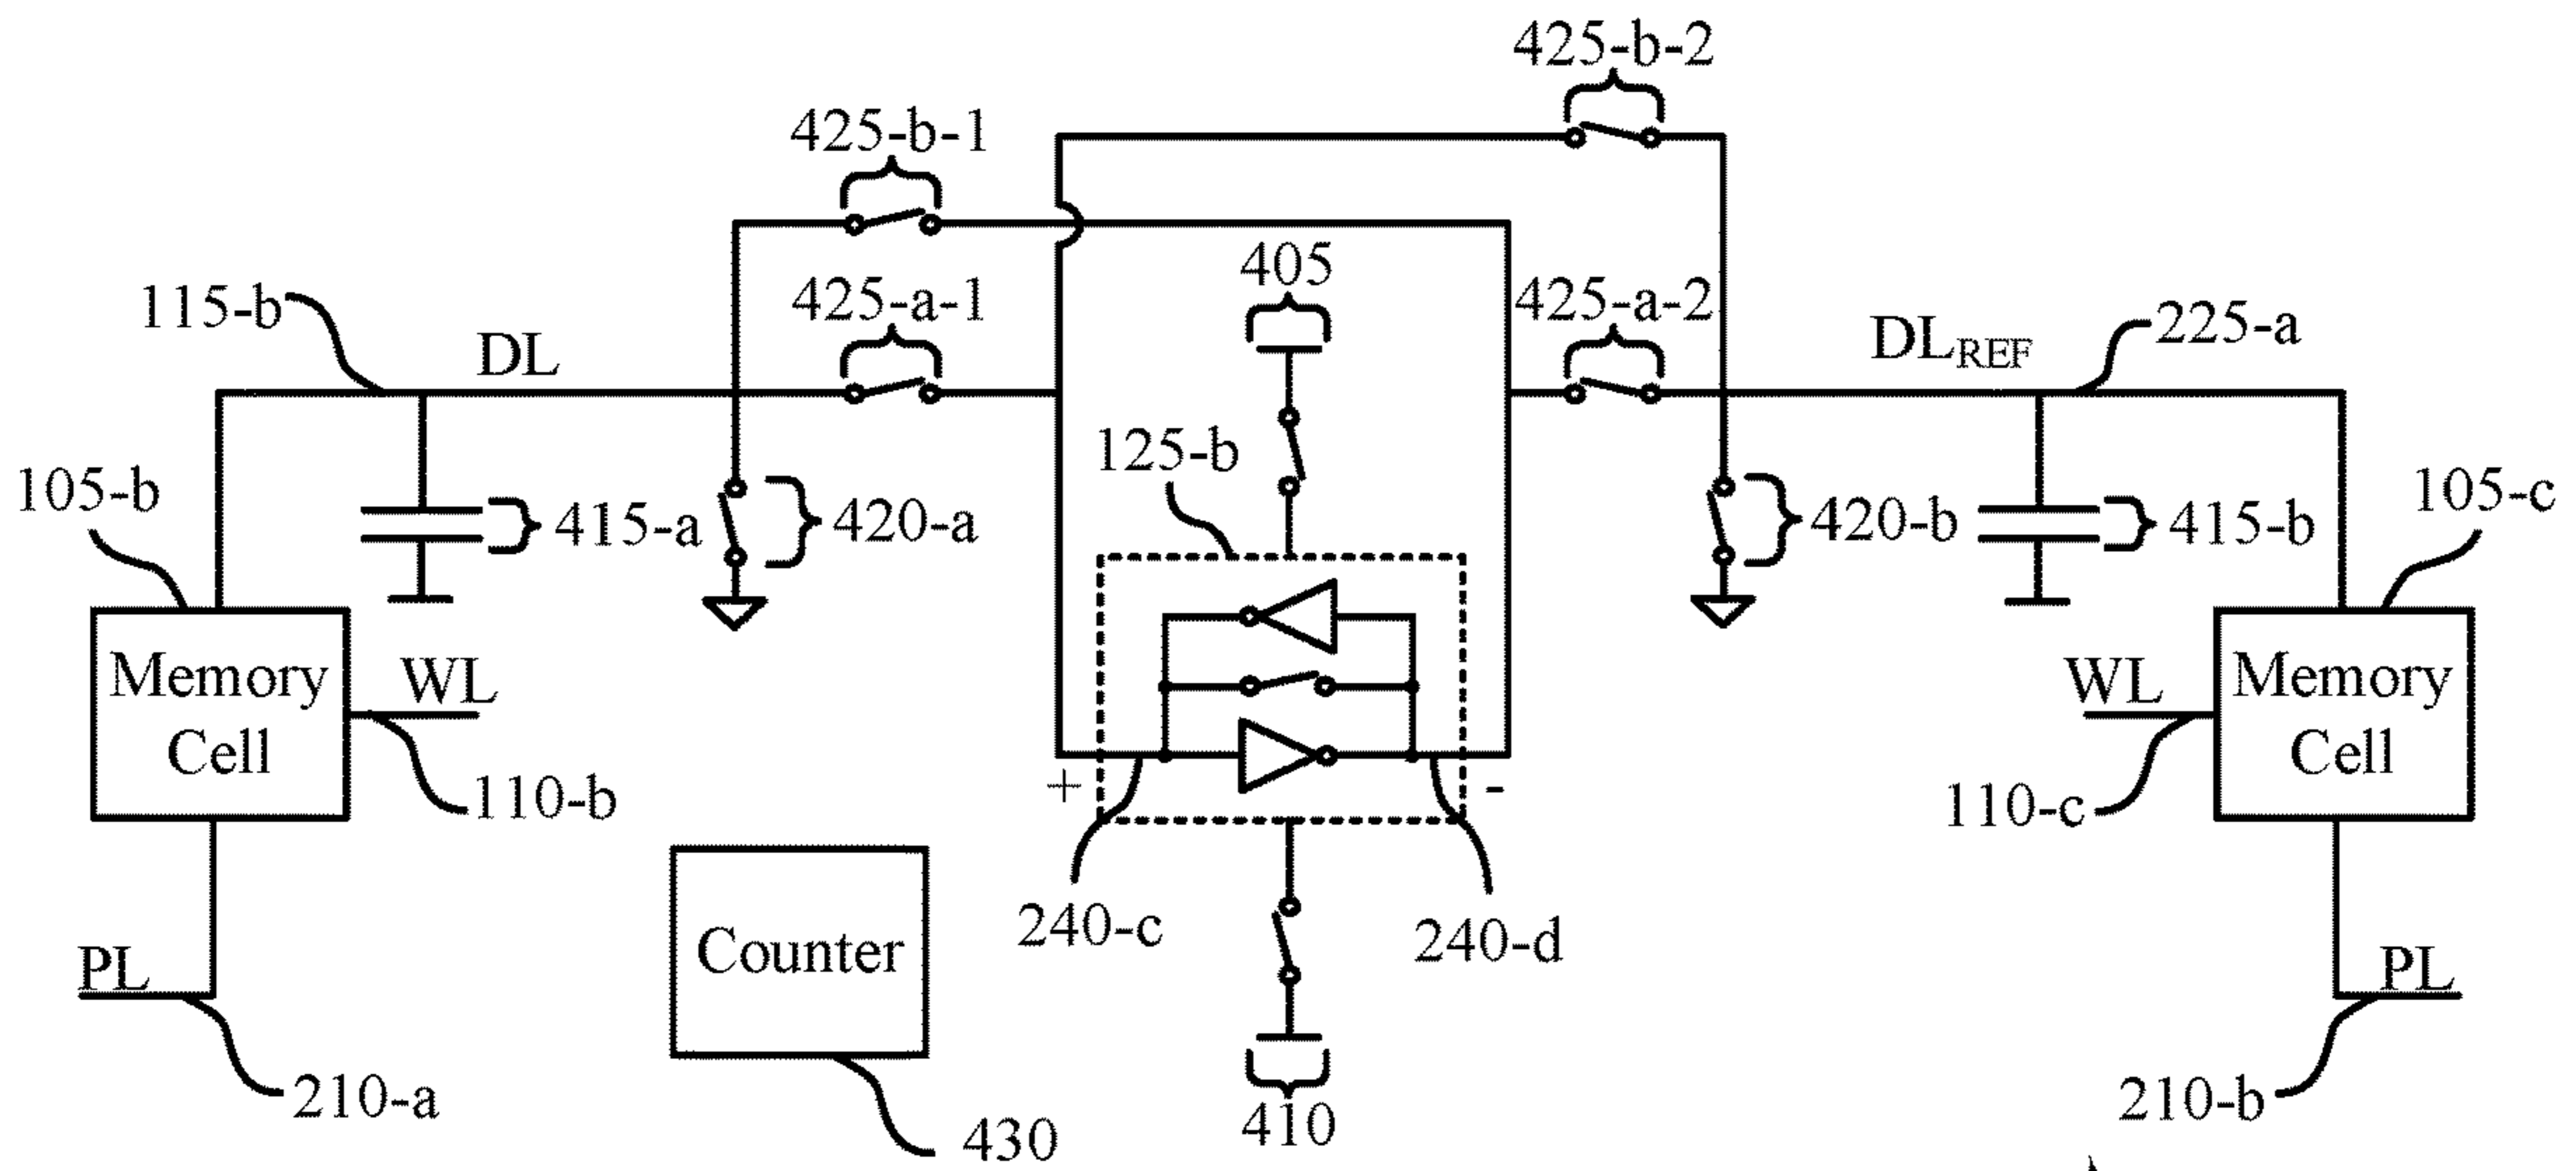 425-b-2
425-b-1
405
115-b
DL
425-a-1
425-a-2
DLREF
225-a
125-b
105-b
415-a
420-a
420-b
415-b
105-c
Memory
Cell
WL
WL
Memory
Cell
+
-
110-b
110-c
240-c
240-d
Counter
PL
PL
210-a
430
410
210-b